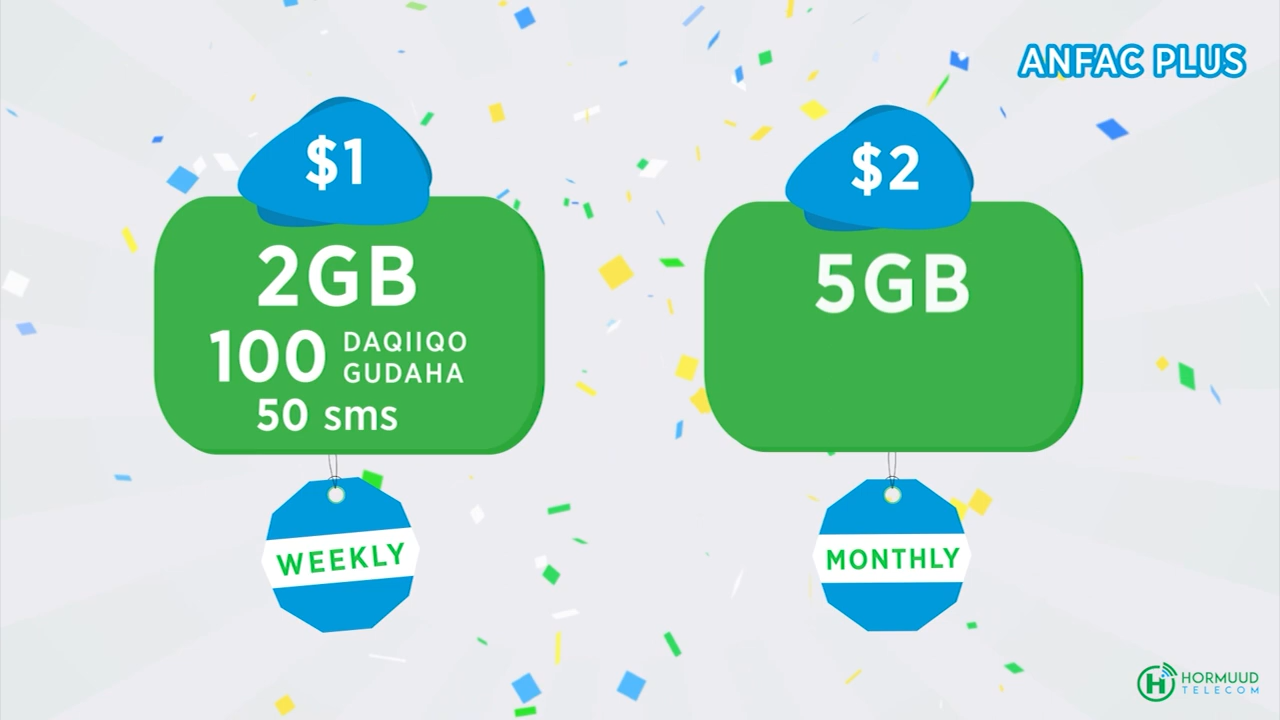 ANFAC PLUS
$1
2GB
100 DAQIIQO
GUDAHA
50 sms
WEEKLY
$2
5GB
MONTHLY
HORMUUD
TELECOM